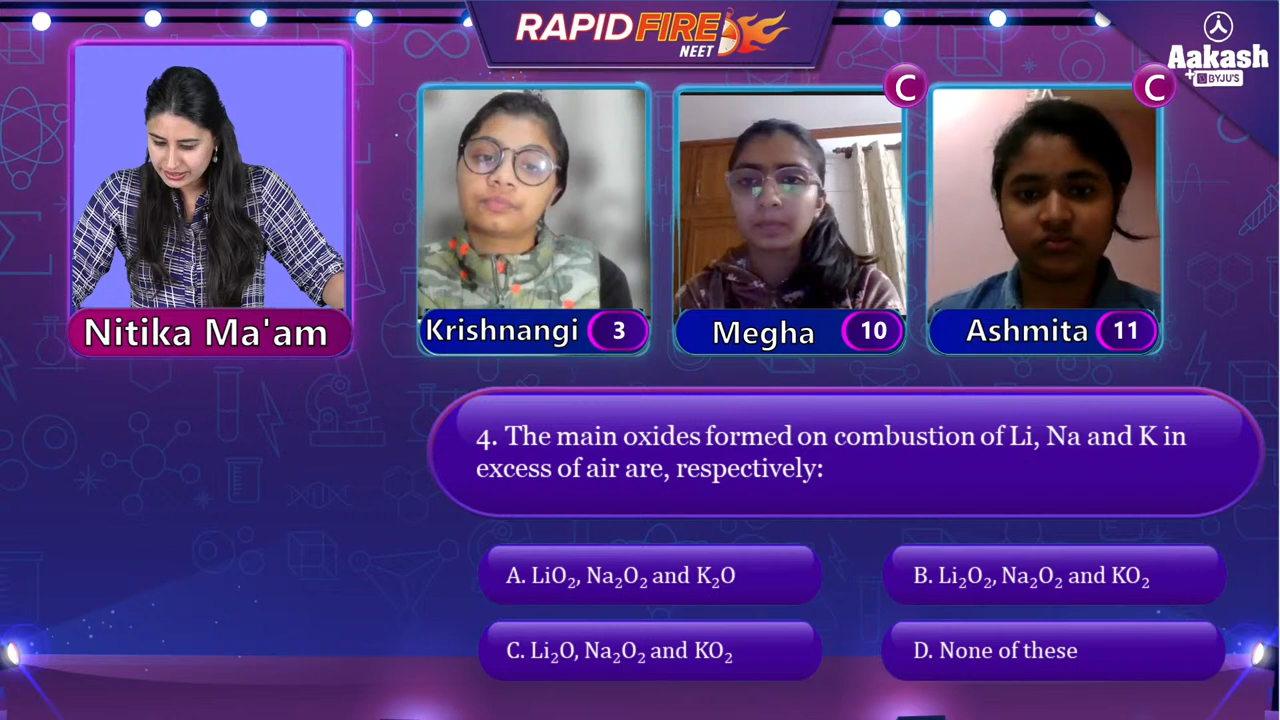 RAPID FIRE
NEET
Aakash
+ BYJU'S
C
C
Nitika Ma'am
Krishnangi 3
Megha 10
Ashmita 11
4. The main oxides formed on combustion of Li, Na and K in
excess of air are, respectively:
A. LiO₂, Na₂O₂ and K₂O
B. Li₂O₂, Na₂O₂ and KO₂
C. Li₂O, Na₂O₂ and KO₂
D. None of these